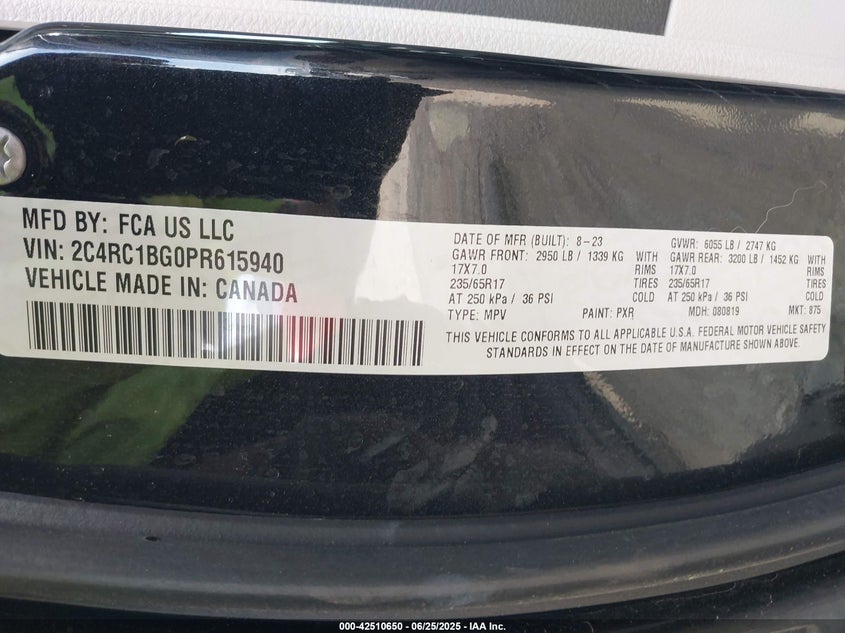 MFD BY: FCA US LLC
VIN: 2C4RC1BG0PR615940
VEHICLE MADE IN: CANADA
DATE OF MFR (BUILT): 8-23 GVWR: 6055 LB / 2747 KG
GAWR FRONT: 2950 LB / 1339 KG WITH GAWR REAR: 3200 LB / 1452 KG WITH
17X7.0 RIMS 17X7.0 RIMS
235/65R17 TIRES 235/65R17 TIRES
AT 250 kPa / 36 PSI COLD AT 250 kPa / 36 PSI COLD
TYPE: MPV PAINT: PXR MDH: 080819 MKT: 875
THIS VEHICLE CONFORMS TO ALL APPLICABLE U.S.A. FEDERAL MOTOR VEHICLE SAFETY
STANDARDS IN EFFECT ON THE DATE OF MANUFACTURE SHOWN ABOVE.
000-42510650 - 06/25/2025 - IAA Inc.